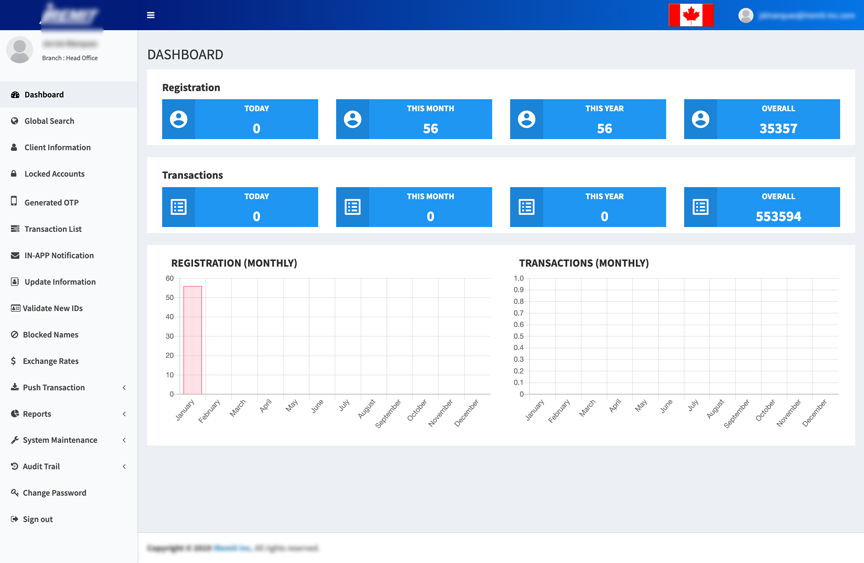 Branch : Head Office
Dashboard
Global Search
Client Information
Locked Accounts
Generated OTP
Transaction List
IN-APP Notification
Update Information
Validate New IDs
Blocked Names
Exchange Rates
Push Transaction
Reports
System Maintenance
Audit Trail
Change Password
Sign out
DASHBOARD
Registration
TODAY
0
THIS MONTH
56
THIS YEAR
56
OVERALL
35357
Transactions
TODAY
0
THIS MONTH
0
THIS YEAR
0
OVERALL
553594
REGISTRATION (MONTHLY)
60
50
40
30
20
10
0
January February March April May June July August September October November December
TRANSACTIONS (MONTHLY)
1.0
0.9
0.8
0.7
0.6
0.5
0.4
0.3
0.2
0.1
0
January February March April May June July August September October November December
All rights reserved.